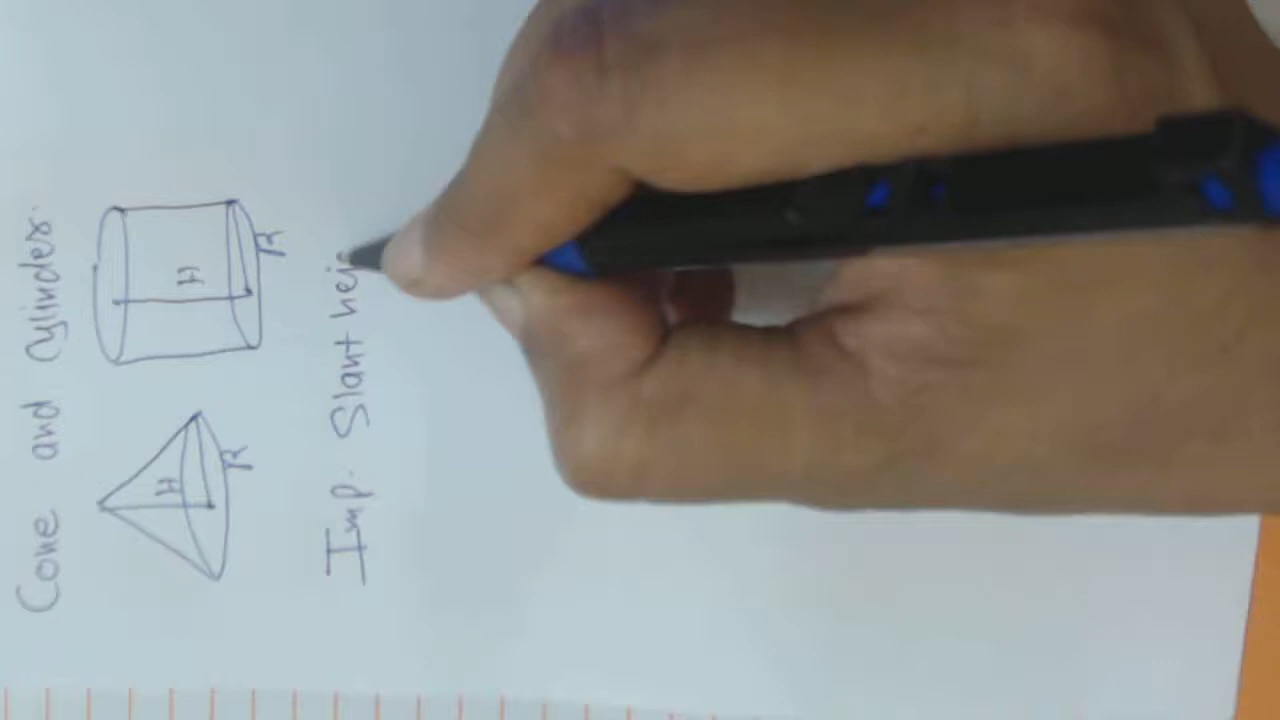 Cone and Cylinder.
H R H R
Imp. Slant hei